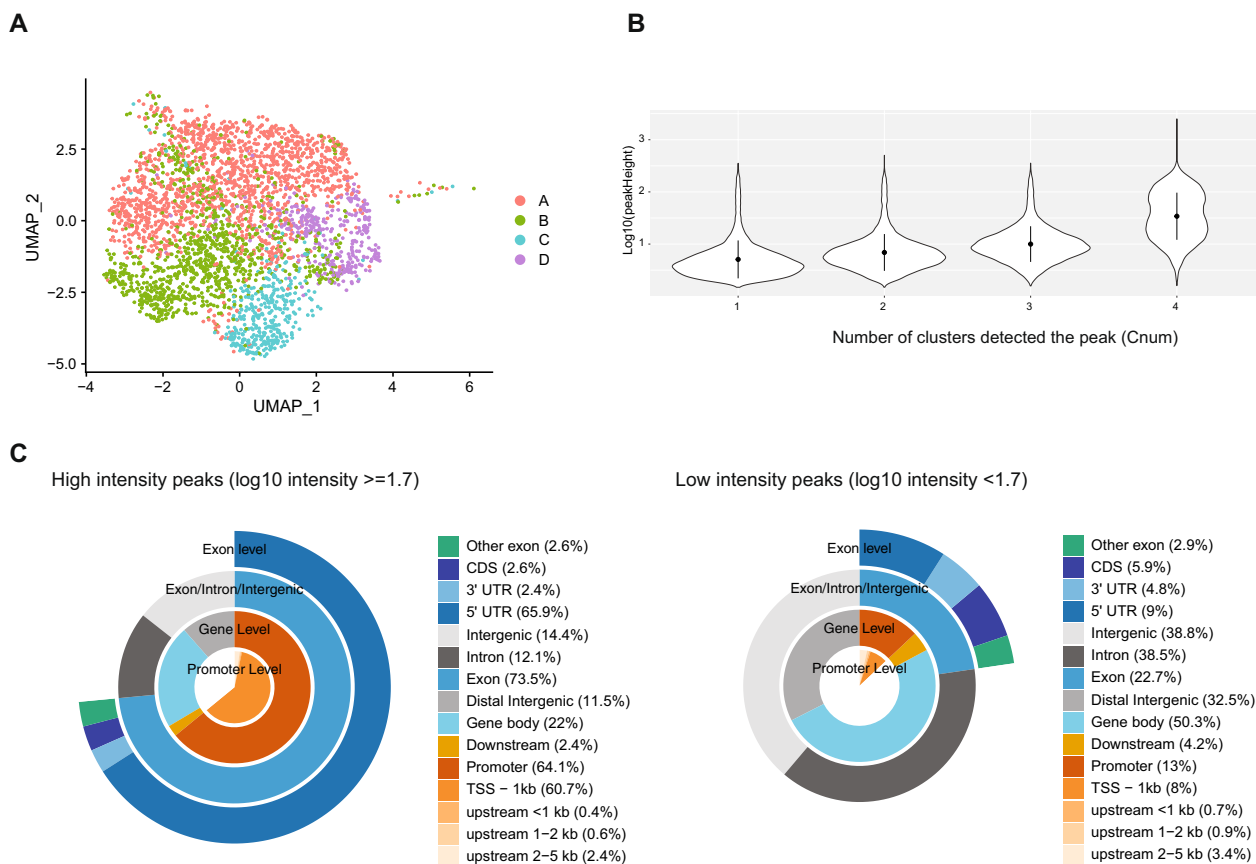 A
B
2.5
0.0
−2.5
−5.0
UMAP_2
−4
−2
0
2
4
6
UMAP_1
A
B
C
D
3
2
1
Log10(peakHeight)
1
2
3
4
Number of clusters detected the peak (Cnum)
C
High intensity peaks (log10 intensity >=1.7)
Exon level
Exon/Intron/Intergenic
Gene Level
Promoter Level
Other exon (2.6%)
CDS (2.6%)
3' UTR (2.4%)
5' UTR (65.9%)
Intergenic (14.4%)
Intron (12.1%)
Exon (73.5%)
Distal Intergenic (11.5%)
Gene body (22%)
Downstream (2.4%)
Promoter (64.1%)
TSS − 1kb (60.7%)
upstream <1 kb (0.4%)
upstream 1−2 kb (0.6%)
upstream 2−5 kb (2.4%)
Low intensity peaks (log10 intensity <1.7)
Exon level
Exon/Intron/Intergenic
Gene Level
Promoter Level
Other exon (2.9%)
CDS (5.9%)
3' UTR (4.8%)
5' UTR (9%)
Intergenic (38.8%)
Intron (38.5%)
Exon (22.7%)
Distal Intergenic (32.5%)
Gene body (50.3%)
Downstream (4.2%)
Promoter (13%)
TSS − 1kb (8%)
upstream <1 kb (0.7%)
upstream 1−2 kb (0.9%)
upstream 2−5 kb (3.4%)